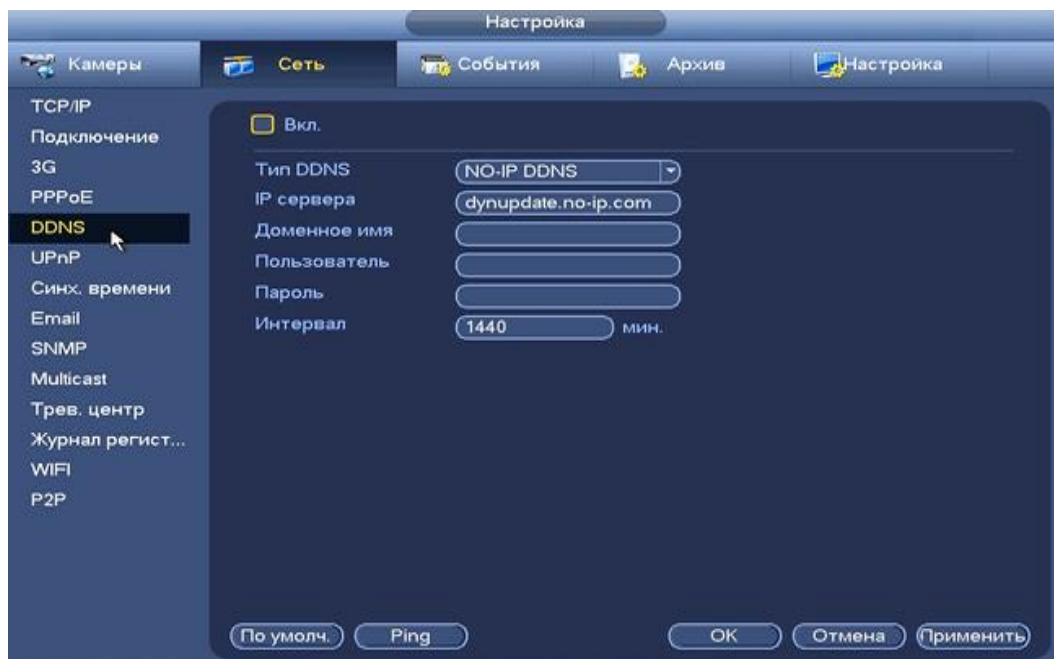 Настройка
Камеры Сеть События Архив Настройка
TCP/IP
Подключение
3G
PPPoE
DDNS
UPnP
Синх. времени
Email
SNMP
Multicast
Трев. центр
Журнал регист...
WIFI
P2P
Вкл.
Тип DDNS NO-IP DDNS
IP сервера dynupdate.no-ip.com
Доменное имя
Пользователь
Пароль
Интервал 1440 мин.
По умолч. Ping OK Отмена Применить